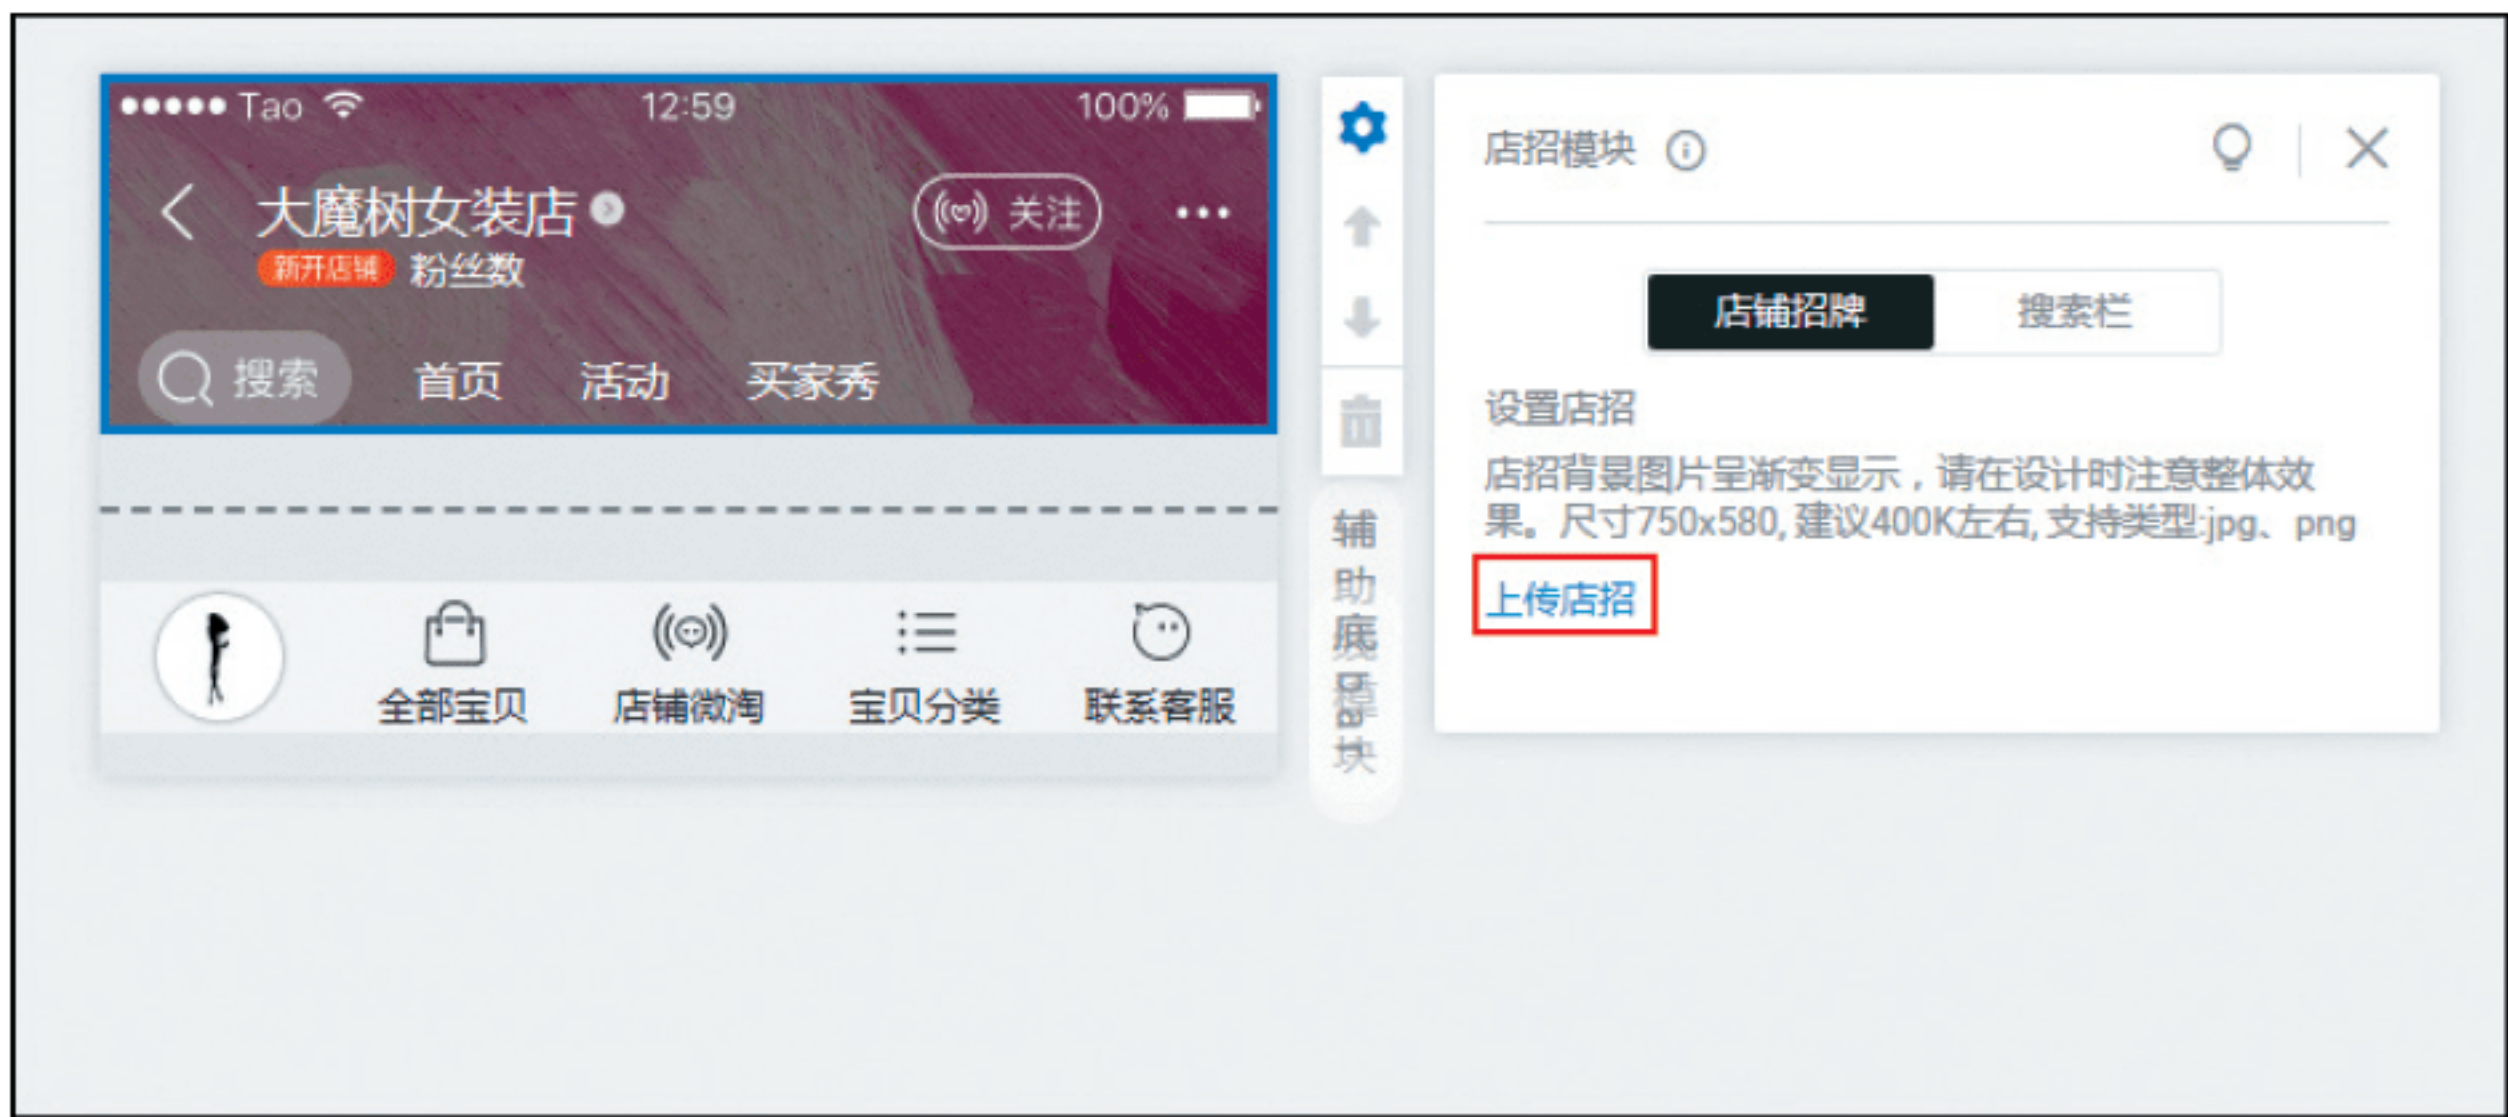 Tao 12:59 100%
大魔树女装店 关注
新开店铺 粉丝数
搜索 首页 活动 买家秀
全部宝贝 店铺微淘 宝贝分类 联系客服
店招模块
店铺招牌 搜索栏
设置店招
店招背景图片呈渐变显示，请在设计时注意整体效
果。尺寸750x580, 建议400K左右, 支持类型:jpg、png
上传店招